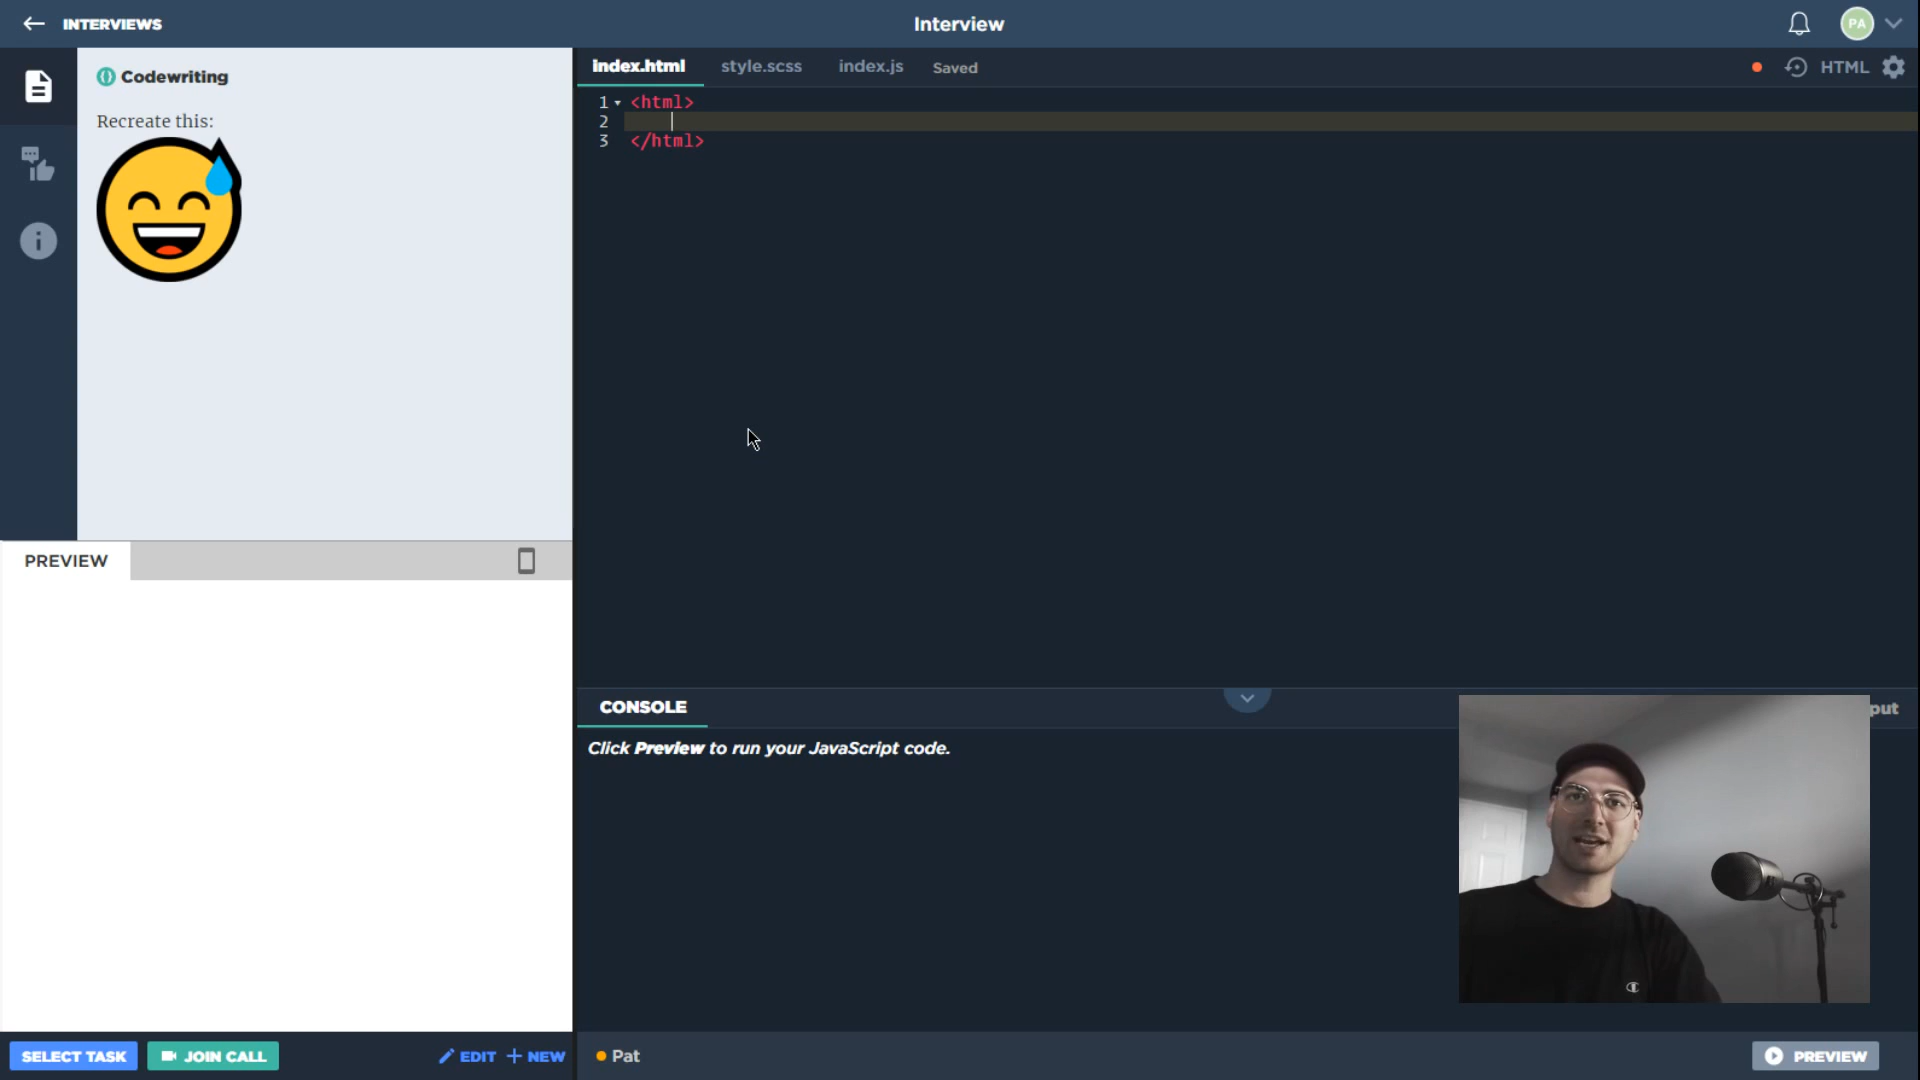 INTERVIEWS
Interview
PA
Codewriting
Recreate this:
index.html
style.scss
index.js
Saved
HTML
1 <html>
2
3 </html>
PREVIEW
CONSOLE
put
Click Preview to run your JavaScript code.
SELECT TASK
JOIN CALL
EDIT
NEW
Pat
PREVIEW